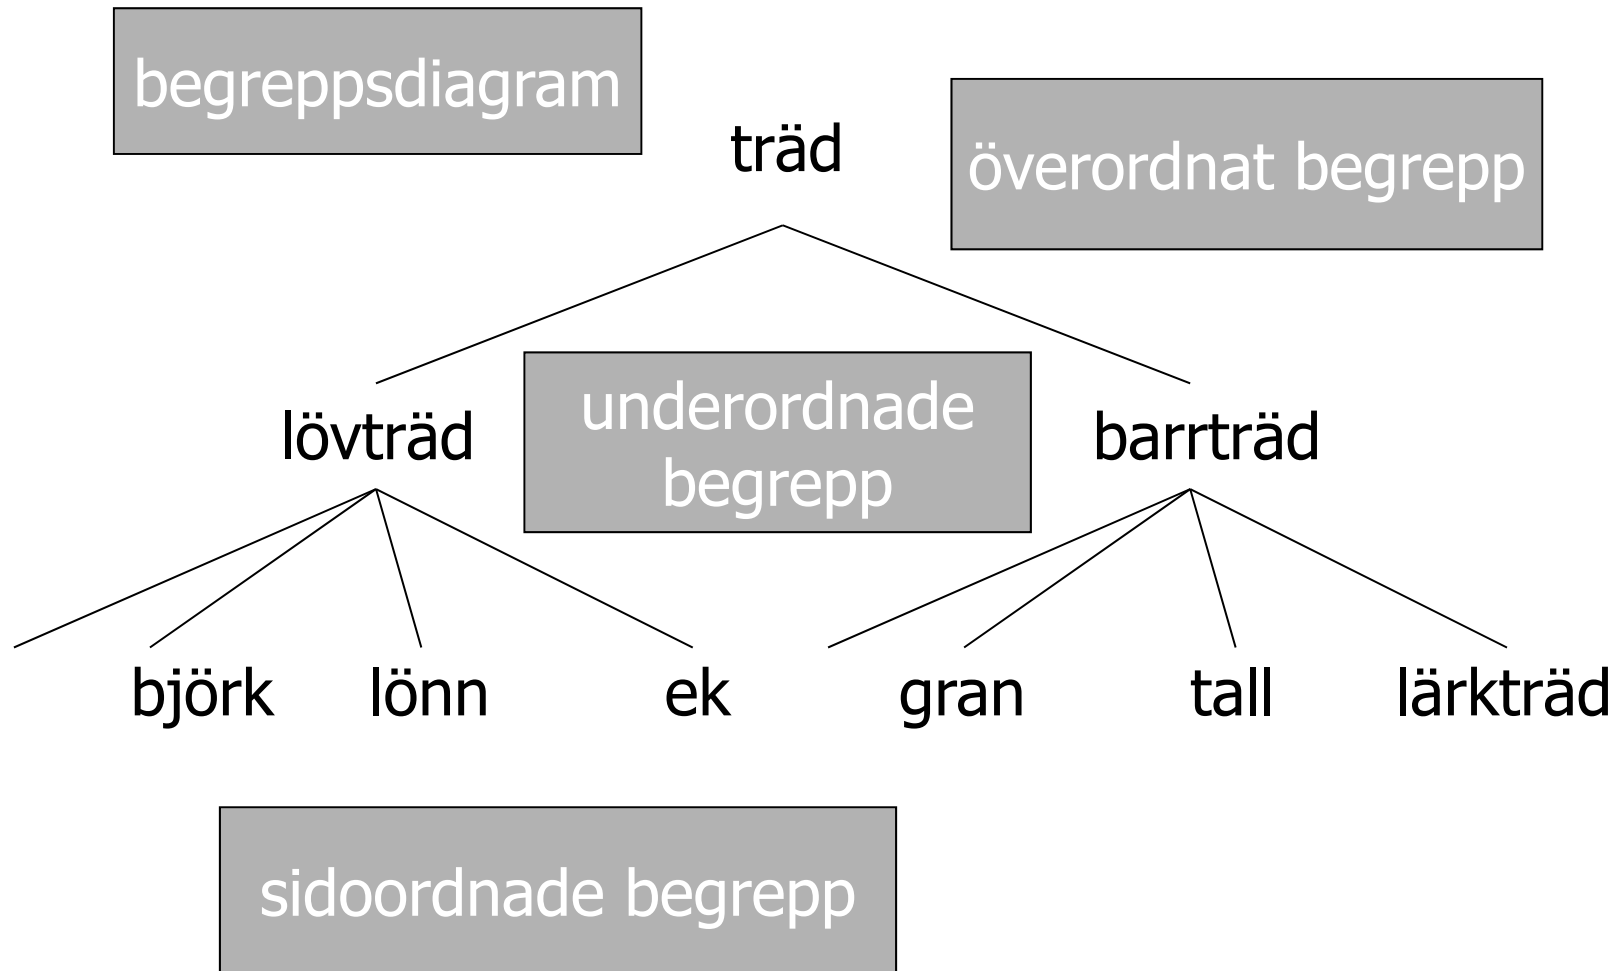 begreppsdiagram
träd
överordnat begrepp
lövträd
underordnade
begrepp
barrträd
björk
lönn
ek
gran
tall
lärkträd
sidoordnade begrepp